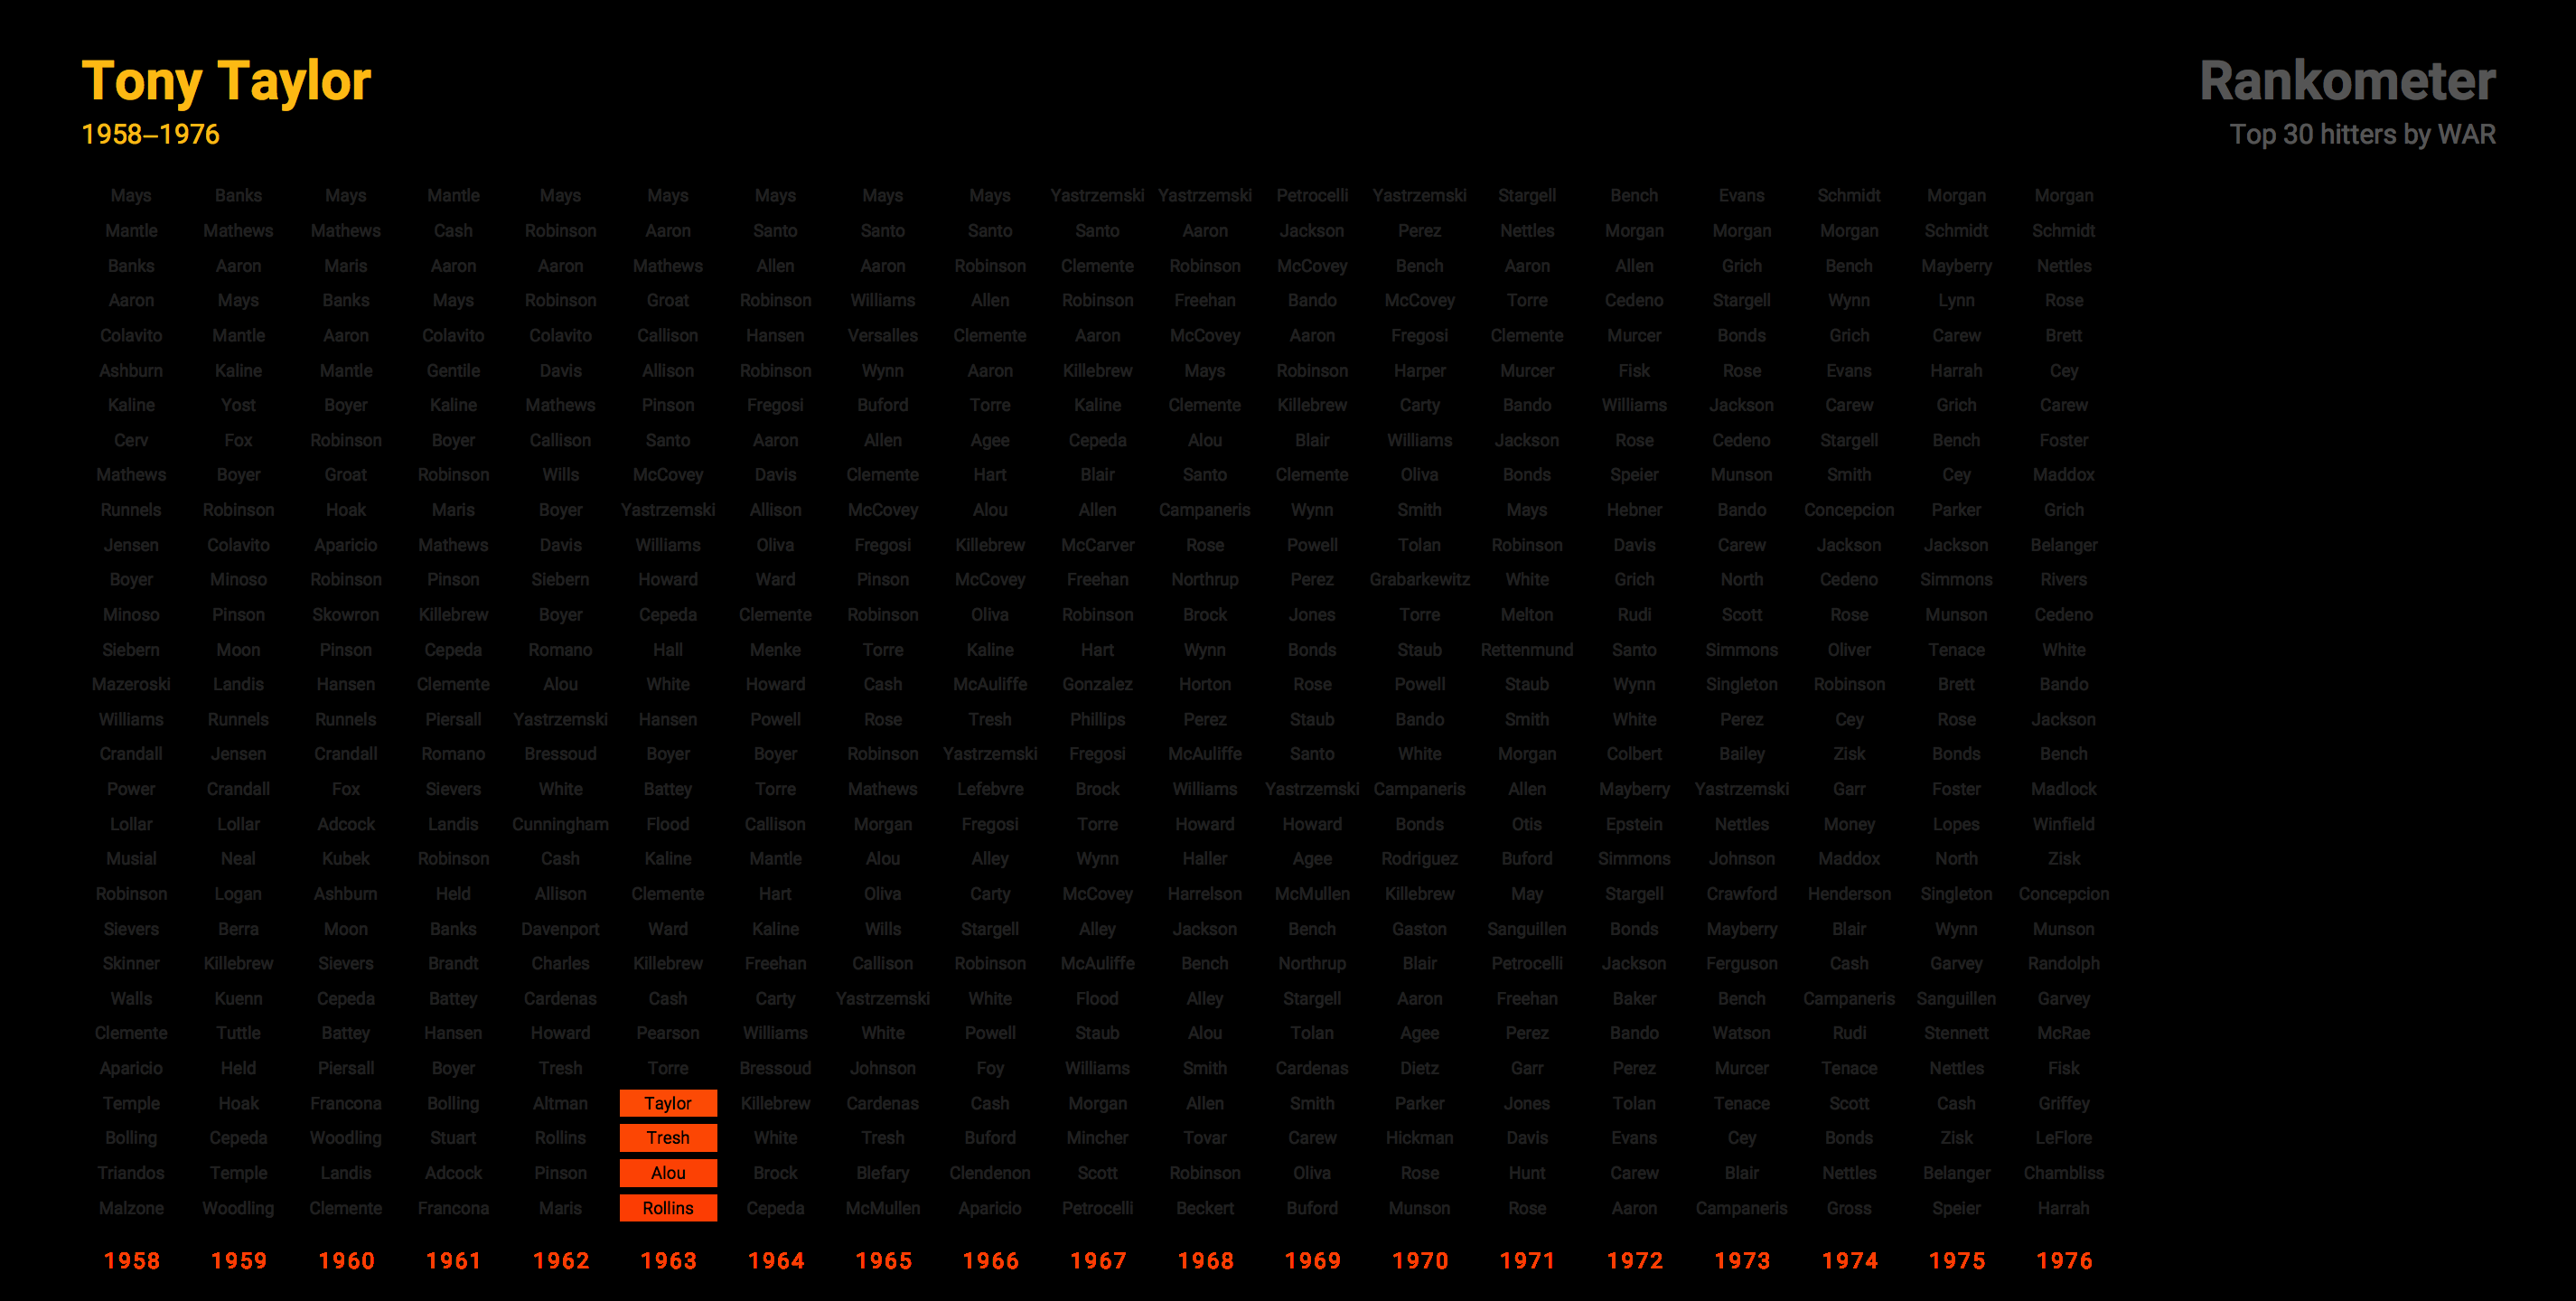 Tony Taylor
1958–1976
Rankometer
Top 30 hitters by WAR
Mays Banks Mays Mantle Mays Mays Mays Mays Mays Yastrzemski Yastrzemski Petrocelli Yastrzemski Stargell Bench Evans Schmidt Morgan Morgan
Mantle Mathews Mathews Cash Robinson Aaron Santo Santo Santo Santo Aaron Jackson Perez Nettles Morgan Morgan Morgan Schmidt Schmidt
Banks Aaron Maris Aaron Aaron Mathews Allen Aaron Robinson Clemente Robinson McCovey Bench Aaron Allen Grich Bench Mayberry Nettles
Aaron Mays Banks Mays Robinson Groat Robinson Williams Allen Robinson Freehan Bando McCovey Torre Cedeno Stargell Wynn Lynn Rose
Colavito Mantle Aaron Colavito Colavito Callison Hansen Versalles Clemente Aaron McCovey Aaron Fregosi Clemente Murcer Bonds Grich Carew Brett
Ashburn Kaline Mantle Gentile Davis Allison Robinson Wynn Aaron Killebrew Mays Robinson Harper Murcer Fisk Rose Evans Harrah Cey
Kaline Yost Boyer Kaline Mathews Pinson Fregosi Buford Torre Kaline Clemente Killebrew Carty Bando Williams Jackson Carew Grich Carew
Cerv Fox Robinson Boyer Callison Santo Aaron Allen Agee Cepeda Alou Blair Williams Jackson Rose Cedeno Stargell Bench Foster
Mathews Boyer Groat Robinson Wills McCovey Davis Clemente Hart Blair Santo Clemente Oliva Bonds Speier Munson Smith Cey Maddox
Runnels Robinson Hoak Maris Boyer Yastrzemski Allison McCovey Alou Allen Campaneris Wynn Smith Mays Hebner Bando Concepcion Parker Grich
Jensen Colavito Aparicio Mathews Davis Williams Oliva Fregosi Killebrew McCarver Rose Powell Tolan Robinson Davis Carew Jackson Jackson Belanger
Boyer Minoso Robinson Pinson Siebern Howard Ward Pinson McCovey Freehan Northrup Perez Grabarkewitz White Grich North Cedeno Simmons Rivers
Minoso Pinson Skowron Killebrew Boyer Cepeda Clemente Robinson Oliva Robinson Brock Jones Torre Melton Rudi Scott Rose Munson Cedeno
Siebern Moon Pinson Cepeda Romano Hall Menke Torre Kaline Hart Wynn Bonds Staub Rettenmund Santo Simmons Oliver Tenace White
Mazeroski Landis Hansen Clemente Alou White Howard Cash McAuliffe Gonzalez Horton Rose Powell Staub Wynn Singleton Robinson Brett Bando
Williams Runnels Runnels Piersall Yastrzemski Hansen Powell Rose Tresh Phillips Perez Staub Bando Smith White Perez Cey Rose Jackson
Crandall Jensen Crandall Romano Bressoud Boyer Boyer Robinson Yastrzemski Fregosi McAuliffe Santo White Morgan Colbert Bailey Zisk Bonds Bench
Power Crandall Fox Sievers White Battey Torre Mathews Lefebvre Brock Williams Yastrzemski Campaneris Allen Mayberry Yastrzemski Garr Foster Madlock
Lollar Lollar Adcock Landis Cunningham Flood Callison Morgan Fregosi Torre Howard Howard Bonds Otis Epstein Nettles Money Lopes Winfield
Musial Neal Kubek Robinson Cash Kaline Mantle Alou Alley Wynn Haller Agee Rodriguez Buford Simmons Johnson Maddox North Zisk
Robinson Logan Ashburn Held Allison Clemente Hart Oliva Carty McCovey Harrelson McMullen Killebrew May Stargell Crawford Henderson Singleton Concepcion
Sievers Berra Moon Banks Davenport Ward Kaline Wills Stargell Alley Jackson Bench Gaston Sanguillen Bonds Mayberry Blair Wynn Munson
Skinner Killebrew Sievers Brandt Charles Killebrew Freehan Callison Robinson McAuliffe Bench Northrup Blair Petrocelli Jackson Ferguson Cash Garvey Randolph
Walls Kuenn Cepeda Battey Cardenas Cash Carty Yastrzemski White Flood Alley Stargell Aaron Freehan Baker Bench Campaneris Sanguillen Garvey
Clemente Tuttle Battey Hansen Howard Pearson Williams White Powell Staub Alou Tolan Agee Perez Bando Watson Rudi Stennett McRae
Aparicio Held Piersall Boyer Tresh Torre Bressoud Johnson Foy Williams Smith Cardenas Dietz Garr Perez Murcer Tenace Nettles Fisk
Temple Hoak Francona Bolling Altman Taylor Killebrew Cardenas Cash Morgan Allen Smith Parker Jones Tolan Tenace Scott Cash Griffey
Bolling Cepeda Woodling Stuart Rollins Tresh White Tresh Buford Mincher Tovar Carew Hickman Davis Evans Cey Bonds Zisk LeFlore
Triandos Temple Landis Adcock Pinson Alou Brock Blefary Clendenon Scott Robinson Oliva Rose Hunt Carew Blair Nettles Belanger Chambliss
Malzone Woodling Clemente Francona Maris Rollins Cepeda McMullen Aparicio Petrocelli Beckert Buford Munson Rose Aaron Campaneris Gross Speier Harrah
1958 1959 1960 1961 1962 1963 1964 1965 1966 1967 1968 1969 1970 1971 1972 1973 1974 1975 1976